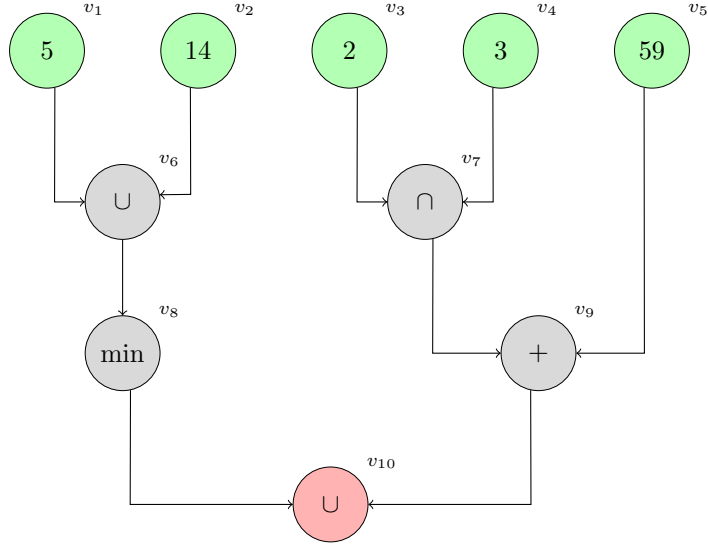 v₁ v₂ v₃ v₄ v₅
5 14 2 3 59
v₆ v₇
∪ ∩
v₈ v₉
min +
v₁₀
∪